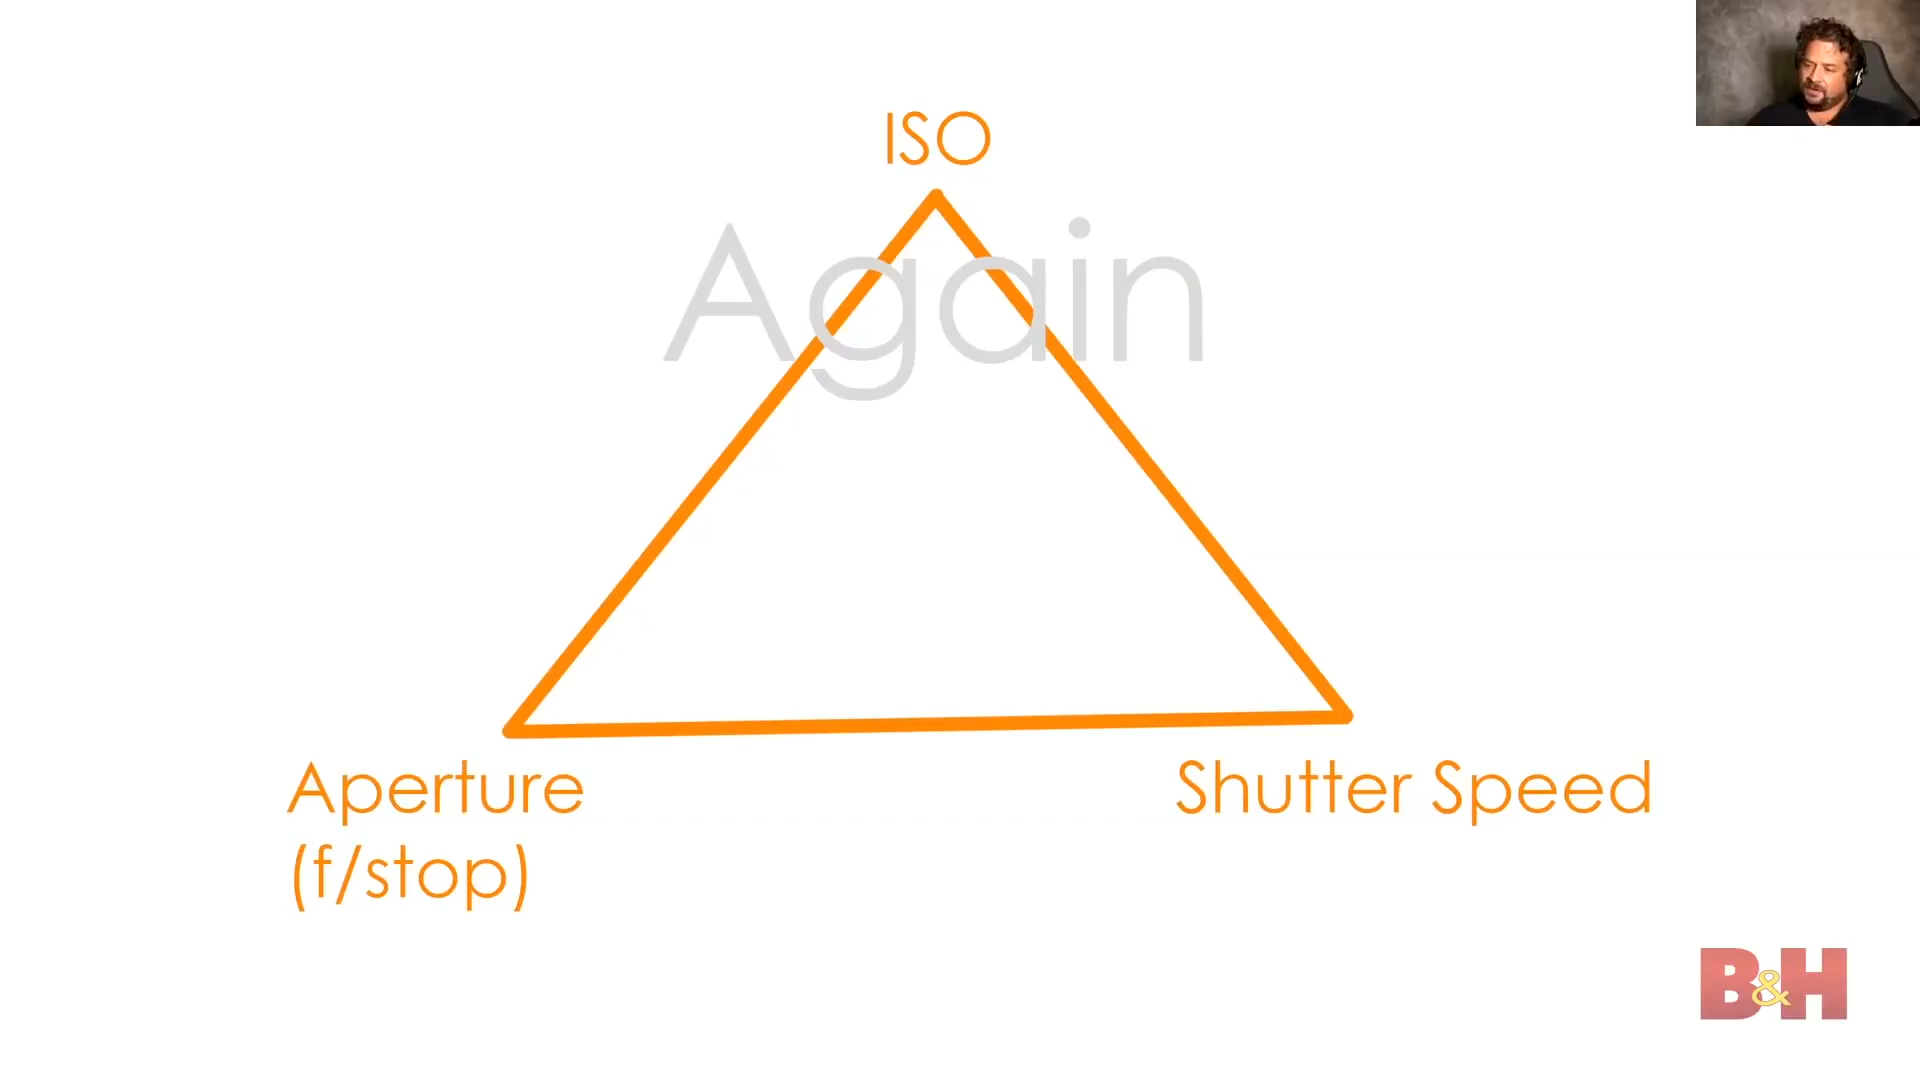 ISO
Again
Aperture
(f/stop)
Shutter Speed
B&H